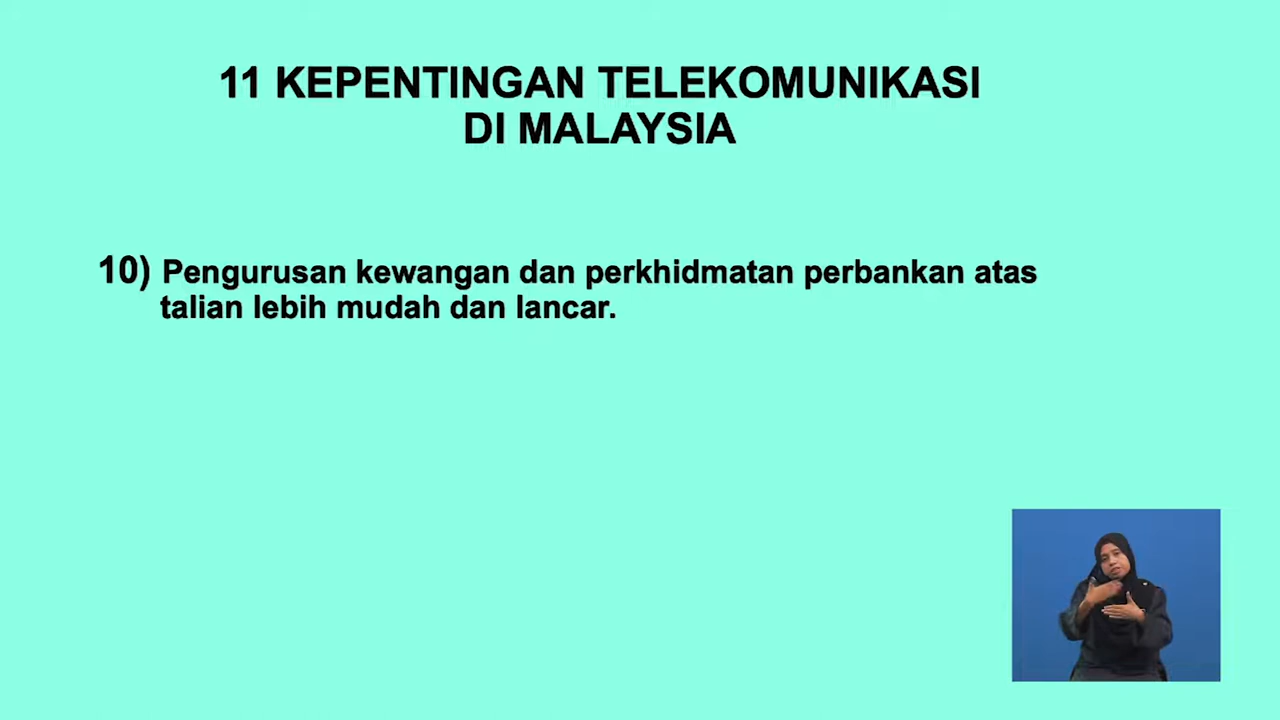 11 KEPENTINGAN TELEKOMUNIKASI
DI MALAYSIA
10) Pengurusan kewangan dan perkhidmatan perbankan atas
talian lebih mudah dan lancar.